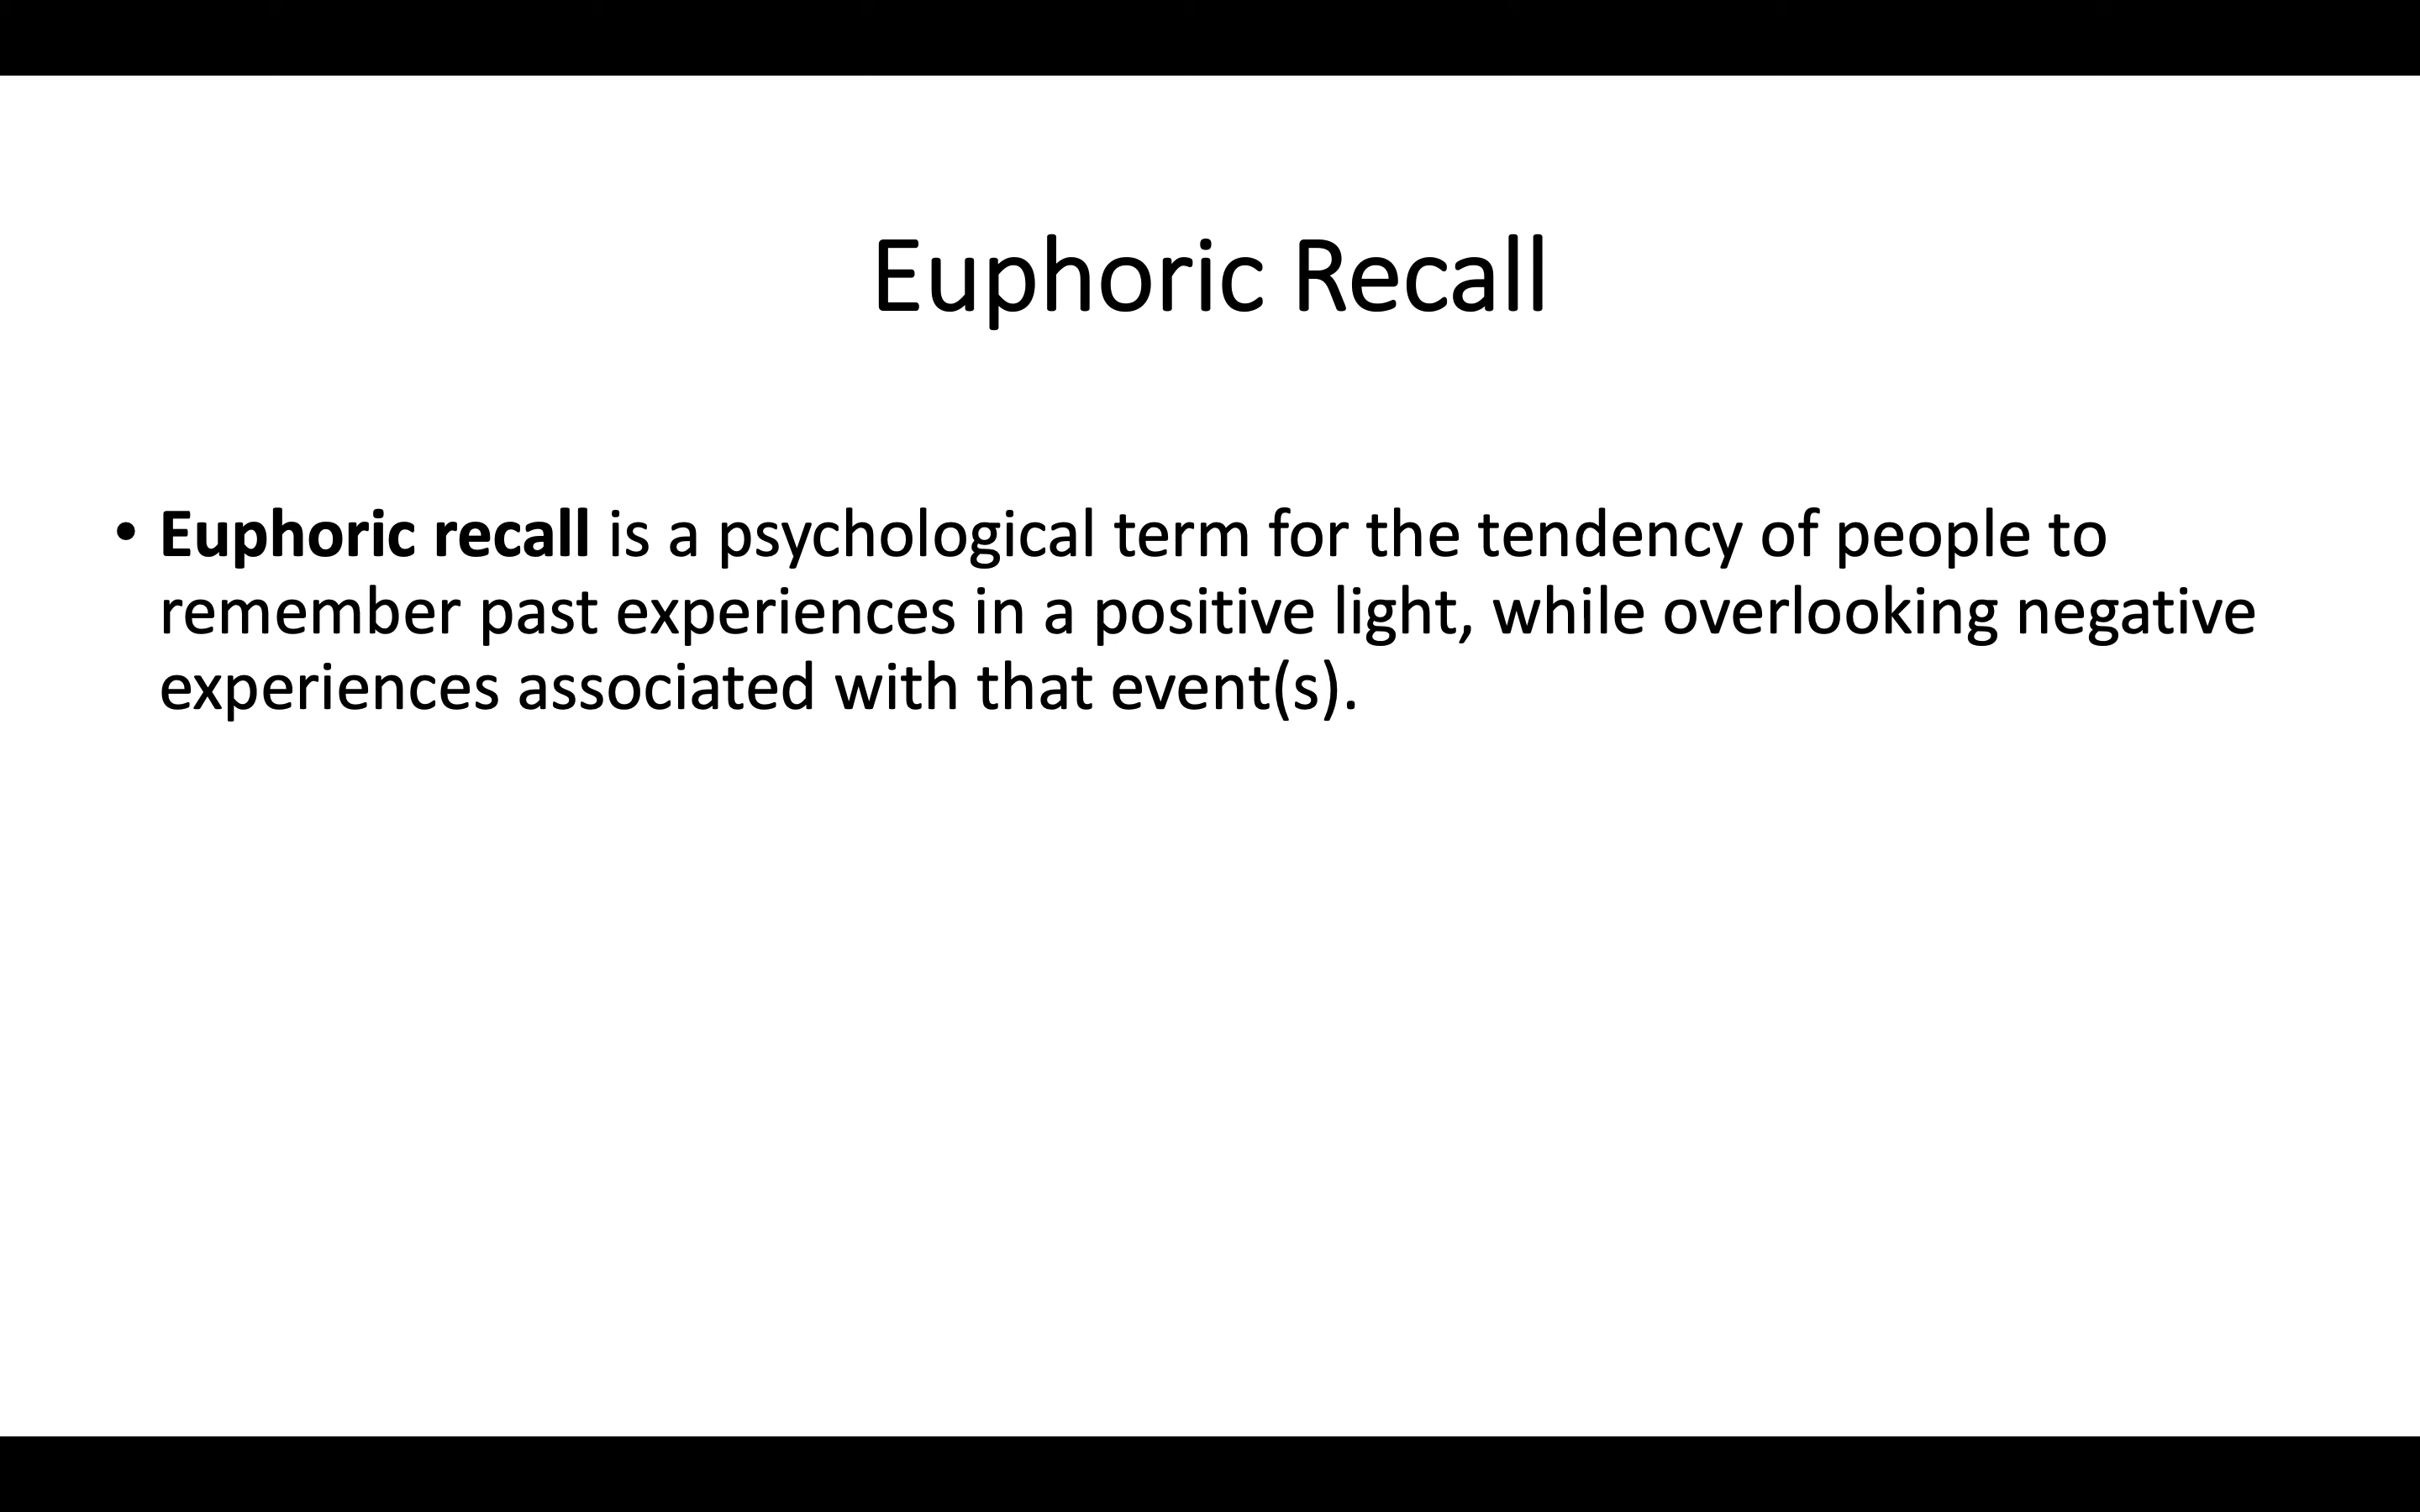 Euphoric Recall
• Euphoric recall is a psychological term for the tendency of people to
remember past experiences in a positive light, while overlooking negative
experiences associated with that event(s).